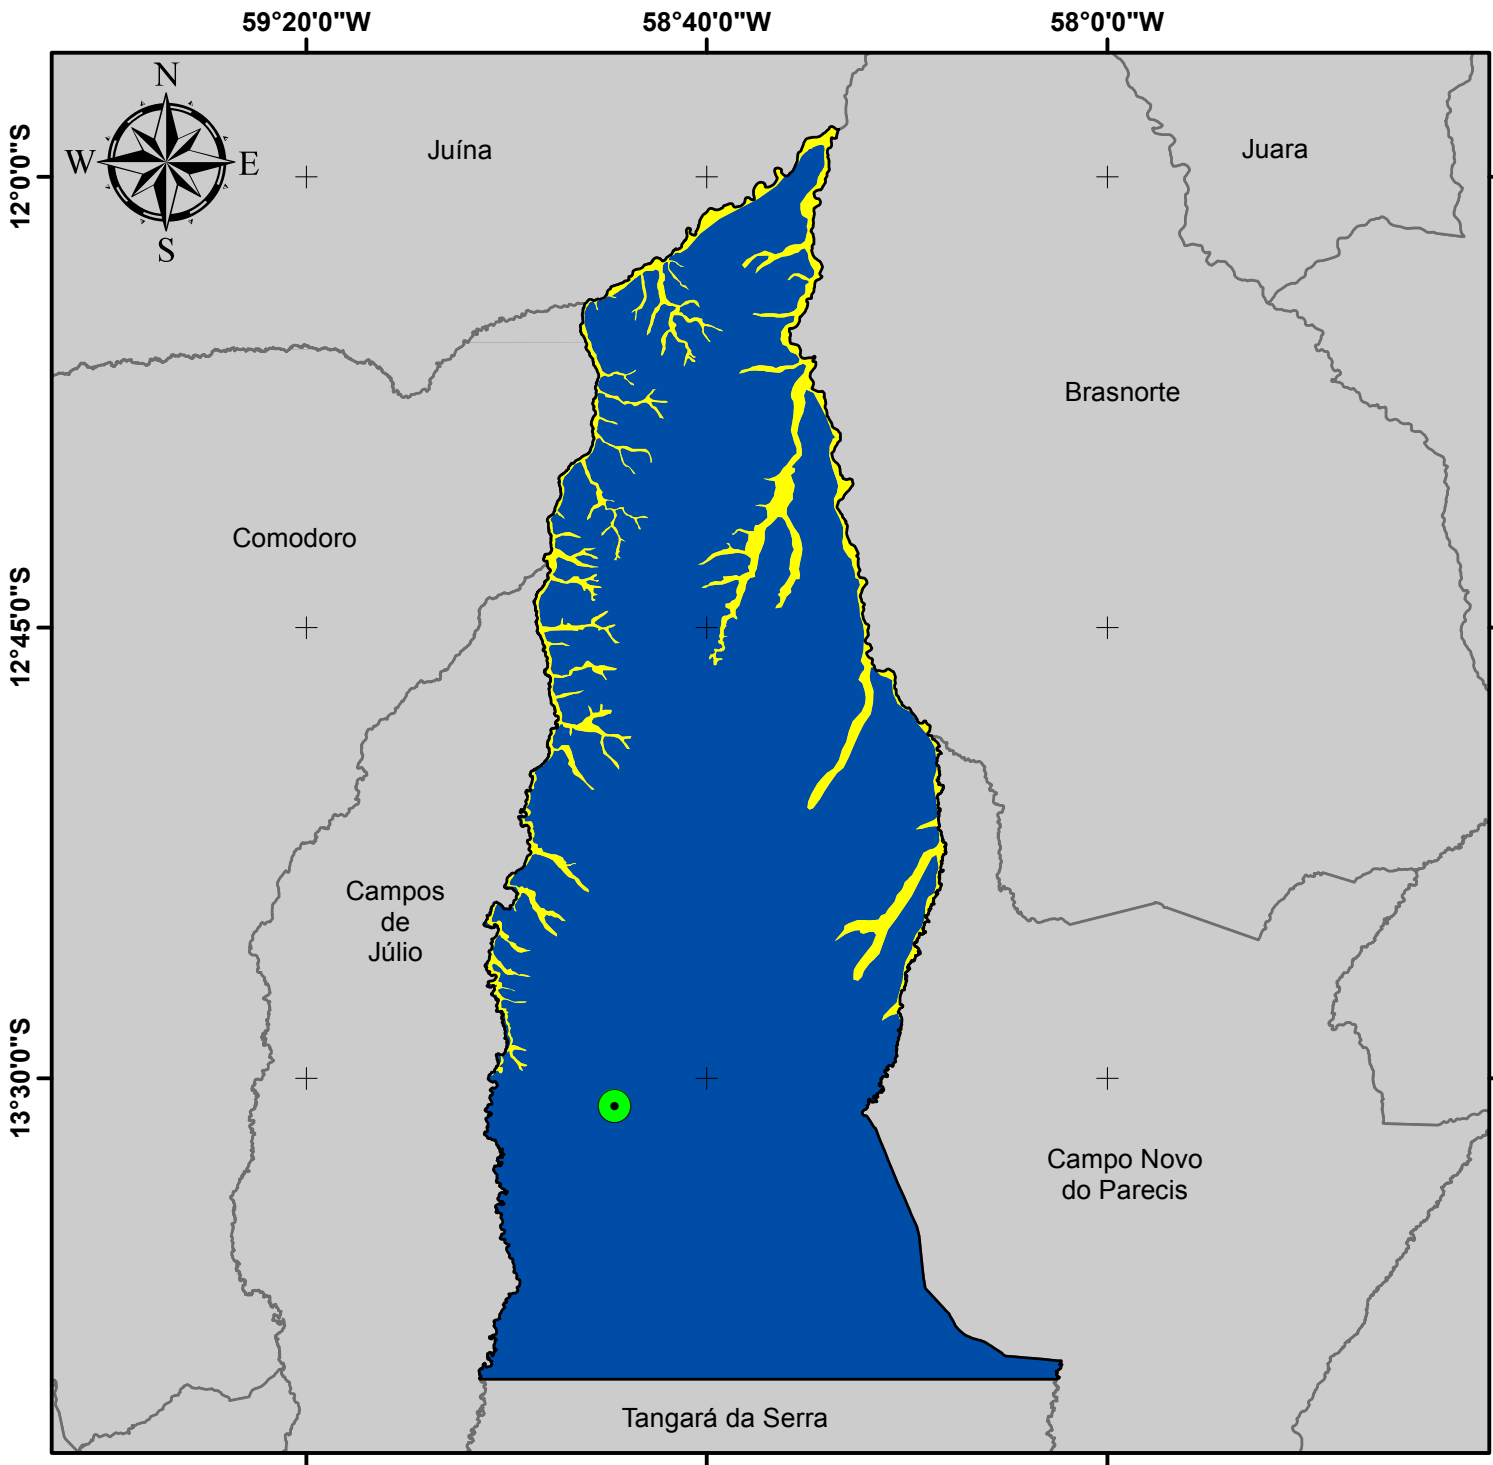 59°20'0"W
58°40'0"W
58°0'0"W
N
W
E
S
12°0'0"S
12°45'0"S
13°30'0"S
Juína
Juara
Brasnorte
Comodoro
Campos
de
Júlio
Campo Novo
do Parecis
Tangará da Serra